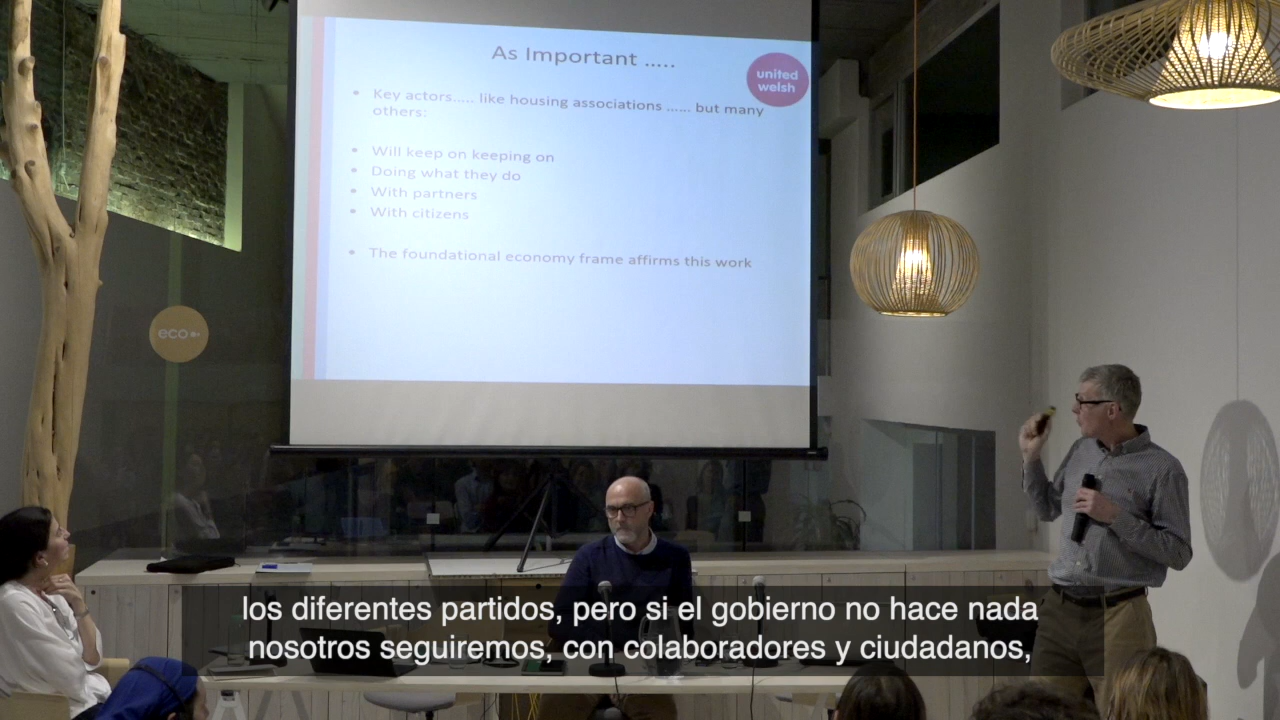 As Important .....
united
welsh
• Key actors..... like housing associations ...... but many
others:
• Will keep on keeping on
• Doing what they do
• With partners
• With citizens
• The foundational economy frame affirms this work
eco
los diferentes partidos, pero si el gobierno no hace nada
nosotros seguiremos, con colaboradores y ciudadanos,